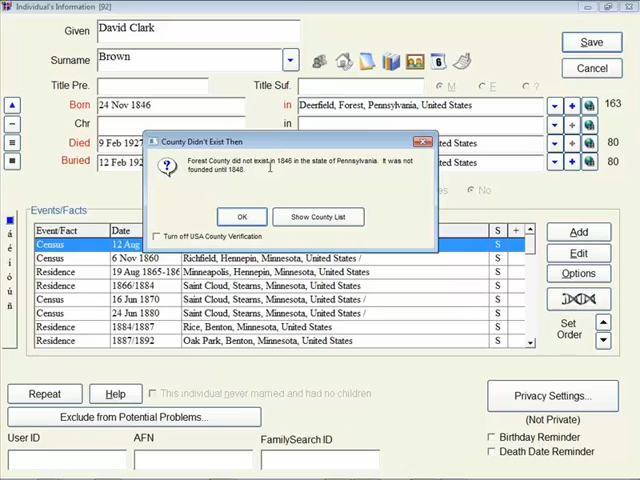 Individual's Information [92]
Given
David Clark
Surname
Brown
Save
Cancel
6
Title Pre.
Title Suf.
M
E
?
Born
24 Nov 1846
in
Deerfield, Forest, Pennsylvania, United States
163
Chr
in
Died
9 Feb 1927
80
Buried
12 Feb 192
80
s
No
County Didn't Exist Then
Forest County did not exist in 1846 in the state of Pennsylvania. It was not
founded until 1848.
OK
Show County List
Turn off USA County Verification
Events/Facts
á
é
í
ó
ú
ñ
Event/Fact
Date
S
+
Census
12 Aug
S
Census
6 Nov 1860
Richfield, Hennepin, Minnesota, United States /
S
Residence
19 Aug 1865-186
Minneapolis, Hennepin, Minnesota, United States
S
Residence
1866/1884
Saint Cloud, Stearns, Minnesota, United States
S
Census
16 Jun 1870
Saint Cloud, Stearns, Minnesota, United States /
S
Census
24 Jun 1880
Saint Cloud, Stearns, Minnesota, United States /
S
Residence
1884/1887
Rice, Benton, Minnesota, United States
S
Residence
1887/1892
Oak Park, Benton, Minnesota, United States
S
Add
Edit
Options
Set
Order
Repeat
Help
This individual never married and had no children
Exclude from Potential Problems...
Privacy Settings...
(Not Private)
Birthday Reminder
Death Date Reminder
User ID
AFN
FamilySearch ID